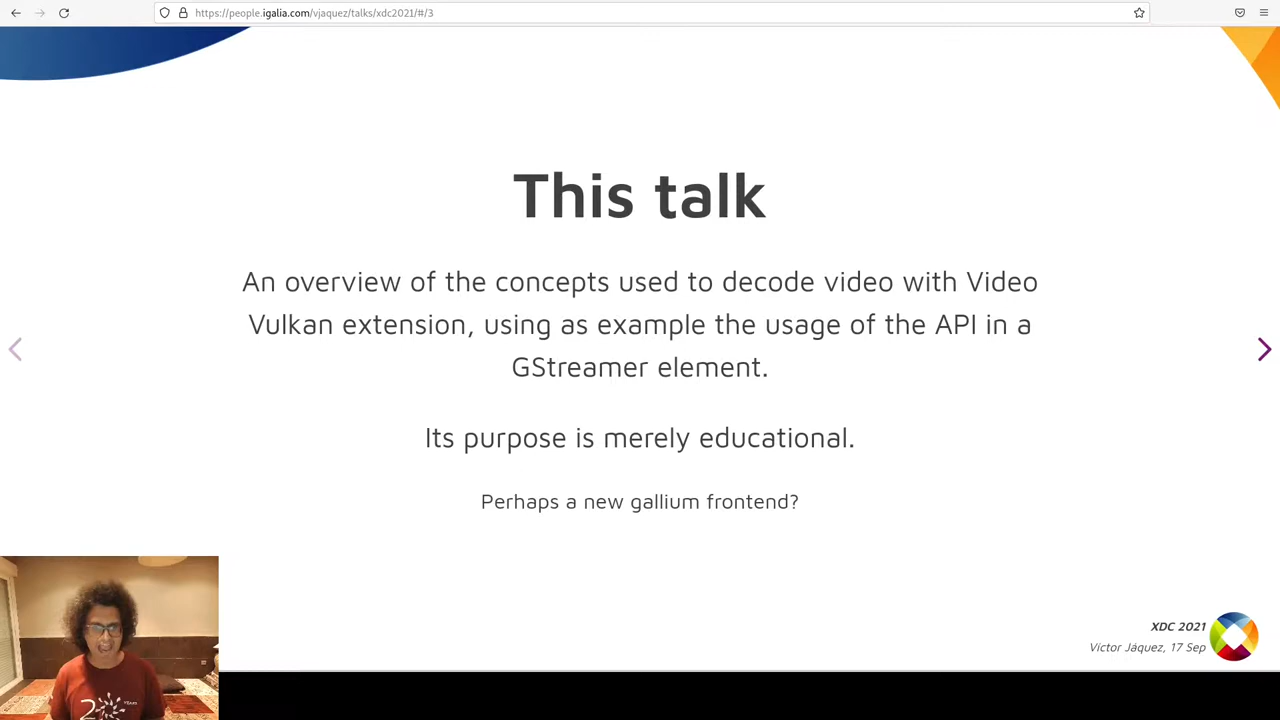 https://people.igalia.com/vjaquez/talks/xdc2021/#/3
This talk
An overview of the concepts used to decode video with Video
Vulkan extension, using as example the usage of the API in a
GStreamer element.
Its purpose is merely educational.
Perhaps a new gallium frontend?
XDC 2021
Víctor Jáquez, 17 Sep
20 YEARS